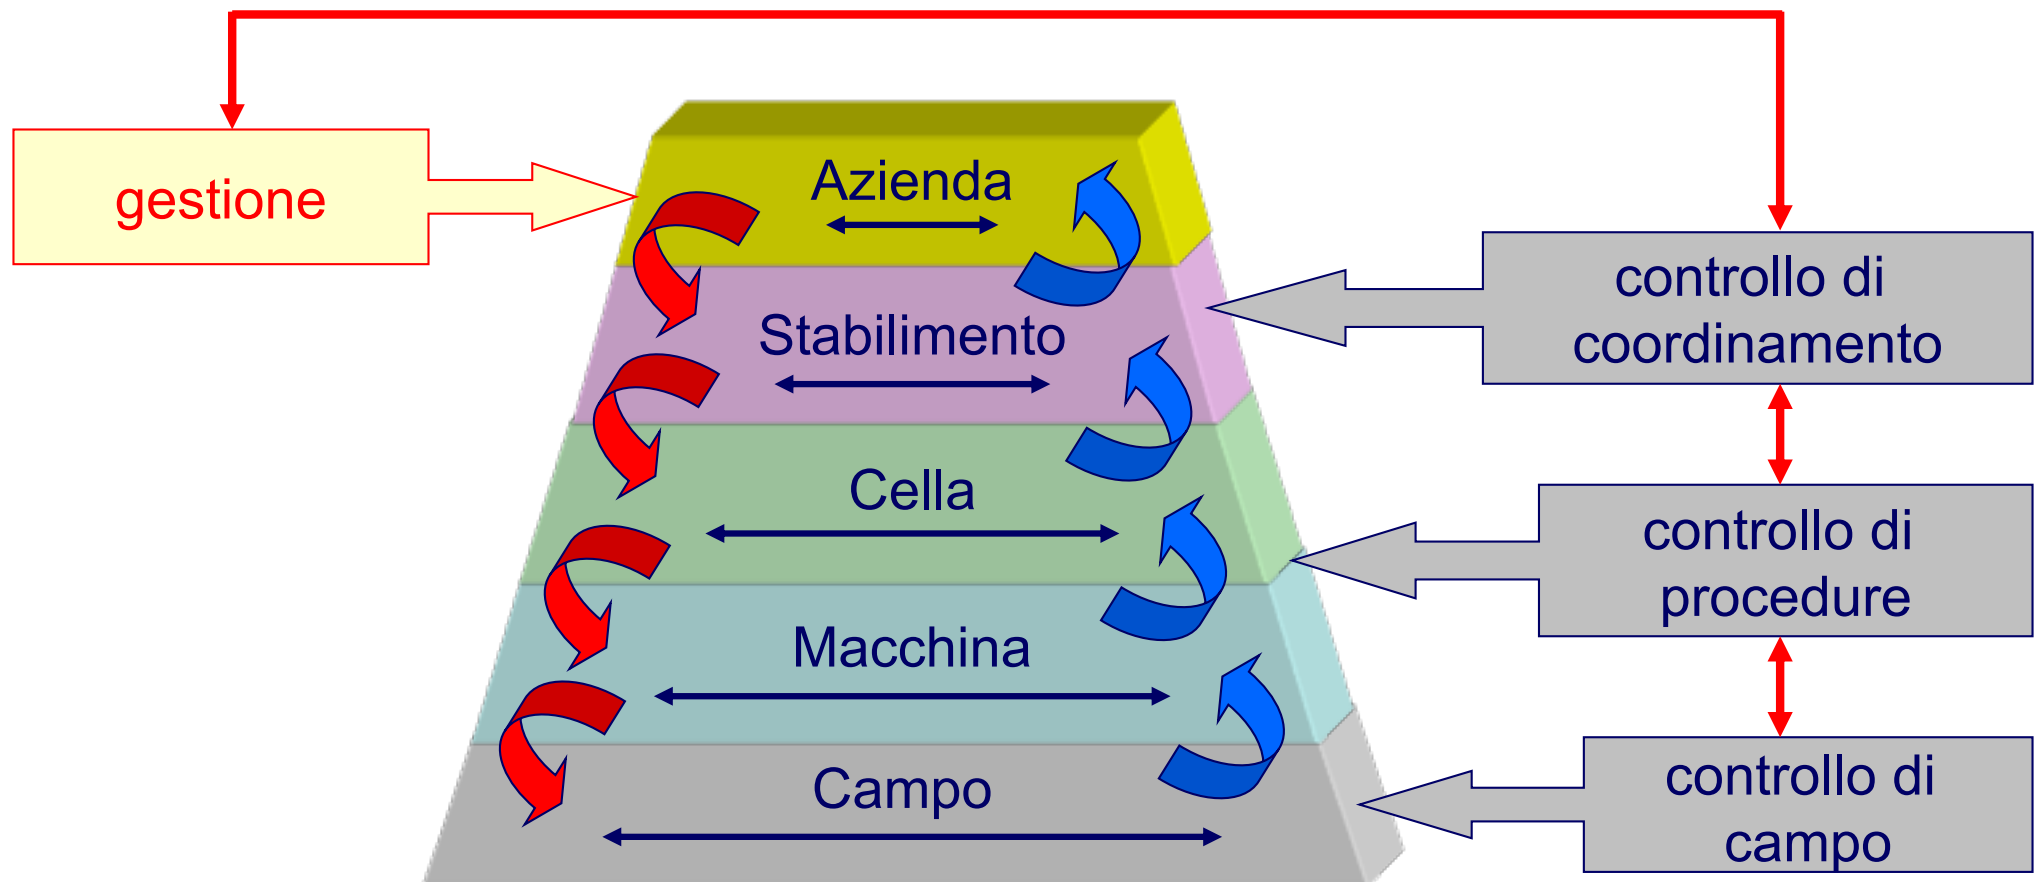 gestione
Azienda
Stabilimento
Cella
Macchina
Campo
controllo di
coordinamento
controllo di
procedure
controllo di
campo